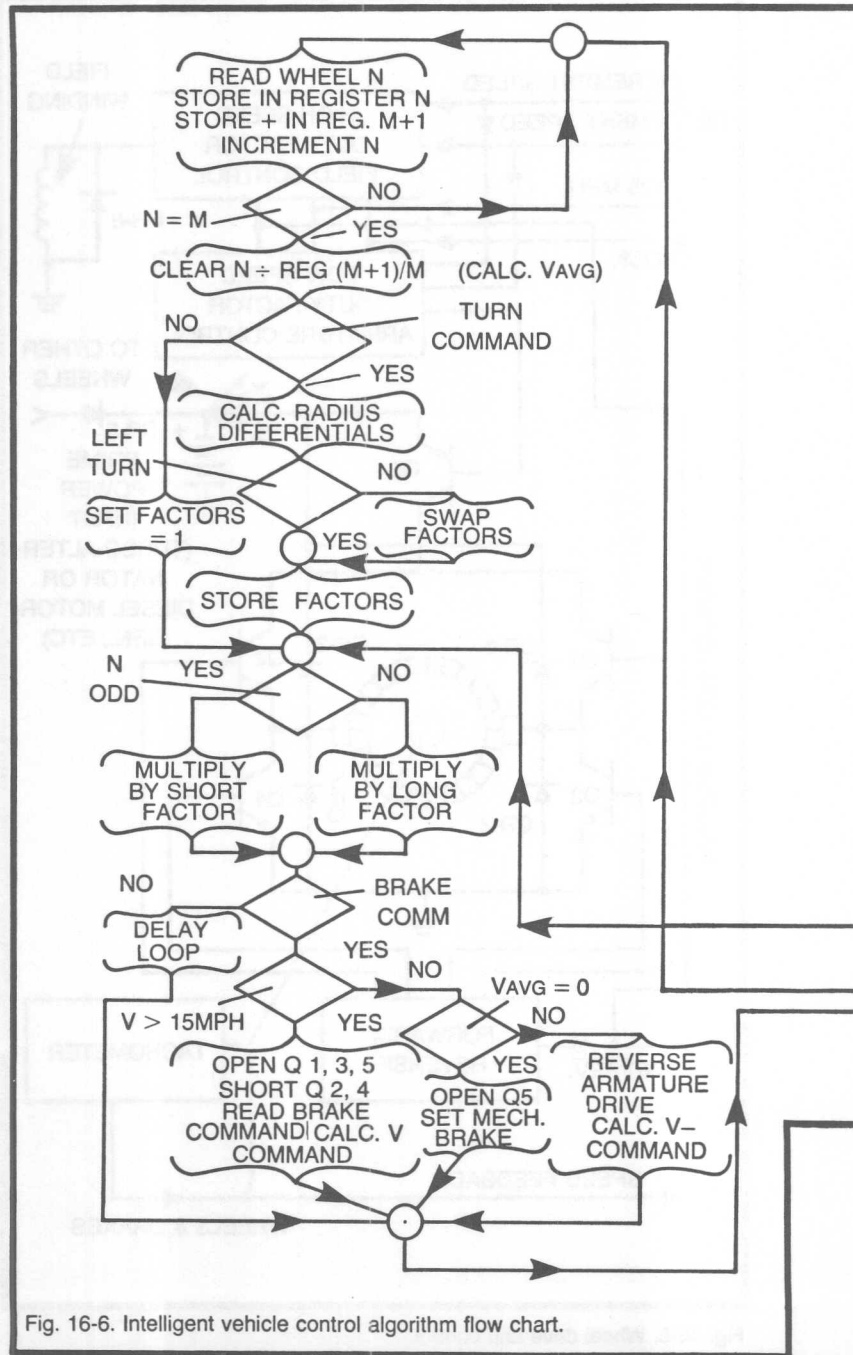 READ WHEEL N
STORE IN REGISTER N
STORE + IN REG. M+1
INCREMENT N
NO
N = M
YES
CLEAR N ÷ REG (M+1)/M (CALC. VAVG)
NO
TURN
COMMAND
YES
CALC. RADIUS
DIFFERENTIALS
LEFT
TURN
NO
SET FACTORS
= 1
YES
SWAP
FACTORS
STORE FACTORS
N
ODD
YES
NO
MULTIPLY
BY SHORT
FACTOR
MULTIPLY
BY LONG
FACTOR
NO
BRAKE
COMM
DELAY
LOOP
YES
NO
VAVG = 0
V > 15MPH
YES
NO
YES
OPEN Q 1, 3, 5
SHORT Q 2, 4
READ BRAKE
COMMAND CALC. V
COMMAND
OPEN Q5
SET MECH.
BRAKE
REVERSE
ARMATURE
DRIVE
CALC. V–
COMMAND
Fig. 16-6. Intelligent vehicle control algorithm flow chart.